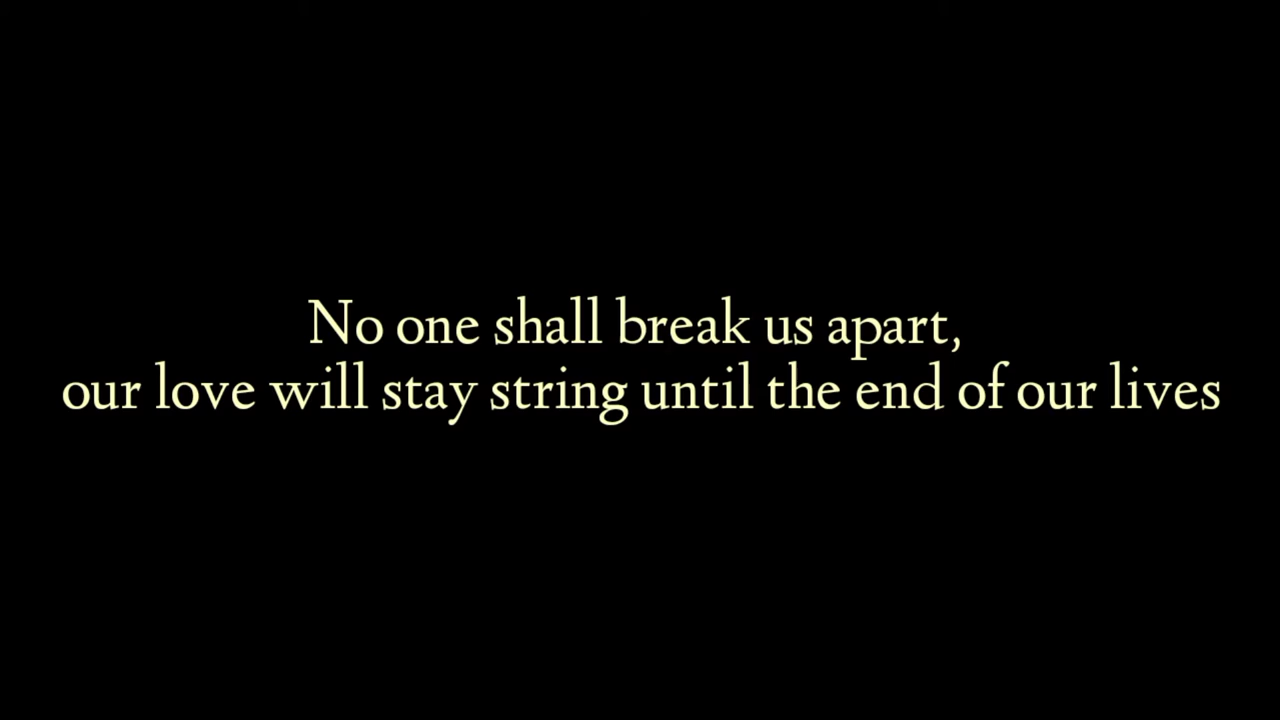 No one shall break us apart,
our love will stay string until the end of our lives